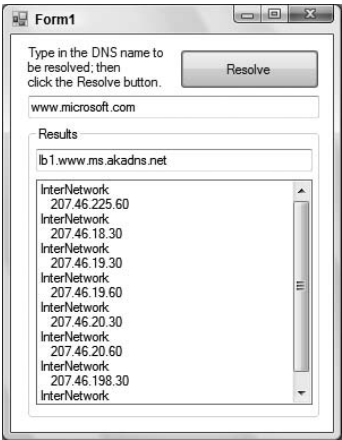 Form1
Type in the DNS name to
be resolved; then
click the Resolve button.
Resolve
www.microsoft.com
Results
lb1.www.ms.akadns.net
InterNetwork
207.46.225.60
InterNetwork
207.46.18.30
InterNetwork
207.46.19.30
InterNetwork
207.46.19.60
InterNetwork
207.46.20.30
InterNetwork
207.46.20.60
InterNetwork
207.46.198.30
InterNetwork